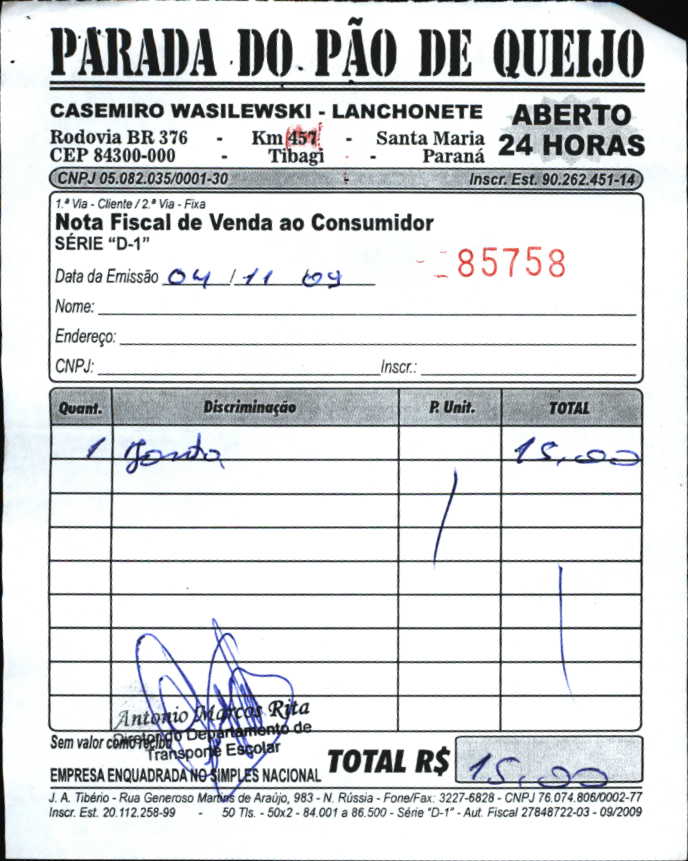 PARADA DO PÃO DE QUEIJO
CASEMIRO WASILEWSKI - LANCHONETE
ABERTO
24 HORAS
Rodovia BR 376 - Km 457 - Santa Maria
CEP 84300-000 - Tibagi - Paraná
CNPJ 05.082.035/0001-30 Inscr. Est. 90.262.451-14
1.ª Via - Cliente / 2.ª Via - Fixa
Nota Fiscal de Venda ao Consumidor
SÉRIE "D-1"
85758
Data da Emissão 04/11 09
Nome:
Endereço:
CNPJ: Inscr.:
Quant. Discriminação P. Unit. TOTAL
1 Janta 15,00
Antonio Marcos Rita
Diretor do Departamento de
Transporte Escolar
Sem valor como recibo
EMPRESA ENQUADRADA NO SIMPLES NACIONAL
TOTAL R$ 15,00
J. A. Tibério - Rua Generoso Martins de Araújo, 983 - N. Rússia - Fone/Fax: 3227-6828 - CNPJ 76.074.806/0002-77
Inscr. Est. 20.112.258-99 - 50 Tls. - 50x2 - 84.001 a 86.500 - Série "D-1" - Aut. Fiscal 27848722-03 - 09/2009